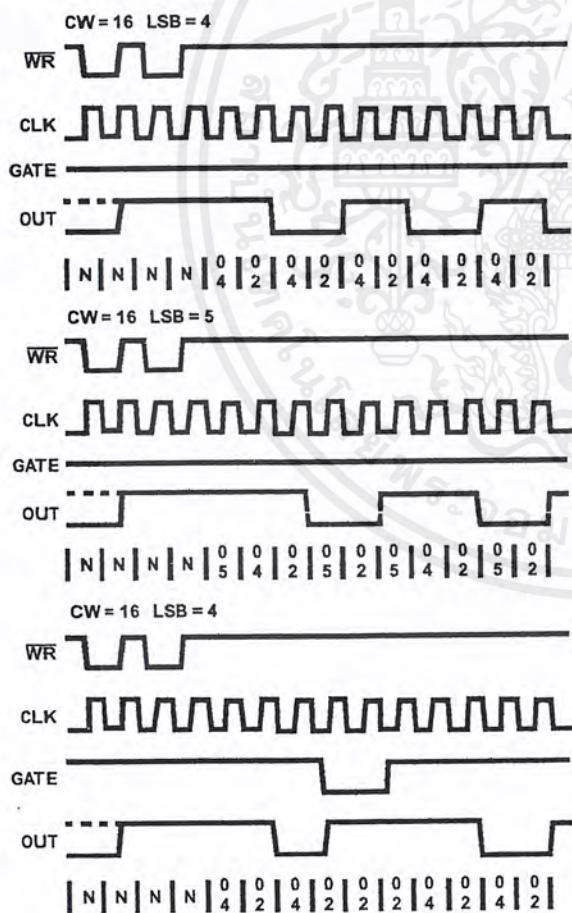 CW = 16 LSB = 4
WR
CLK
GATE
OUT
| N | N | N | N | 0 4 | 0 2 | 0 4 | 0 2 | 0 4 | 0 2 | 0 4 | 0 2 | 0 4 | 0 2 |
CW = 16 LSB = 5
WR
CLK
GATE
OUT
| N | N | N | N | 0 5 | 0 4 | 0 2 | 0 5 | 0 2 | 0 5 | 0 4 | 0 2 | 0 5 | 0 2 |
CW = 16 LSB = 4
WR
CLK
GATE
OUT
| N | N | N | N | 0 4 | 0 2 | 0 4 | 0 2 | 0 2 | 0 2 | 0 4 | 0 2 | 0 4 | 0 2 |